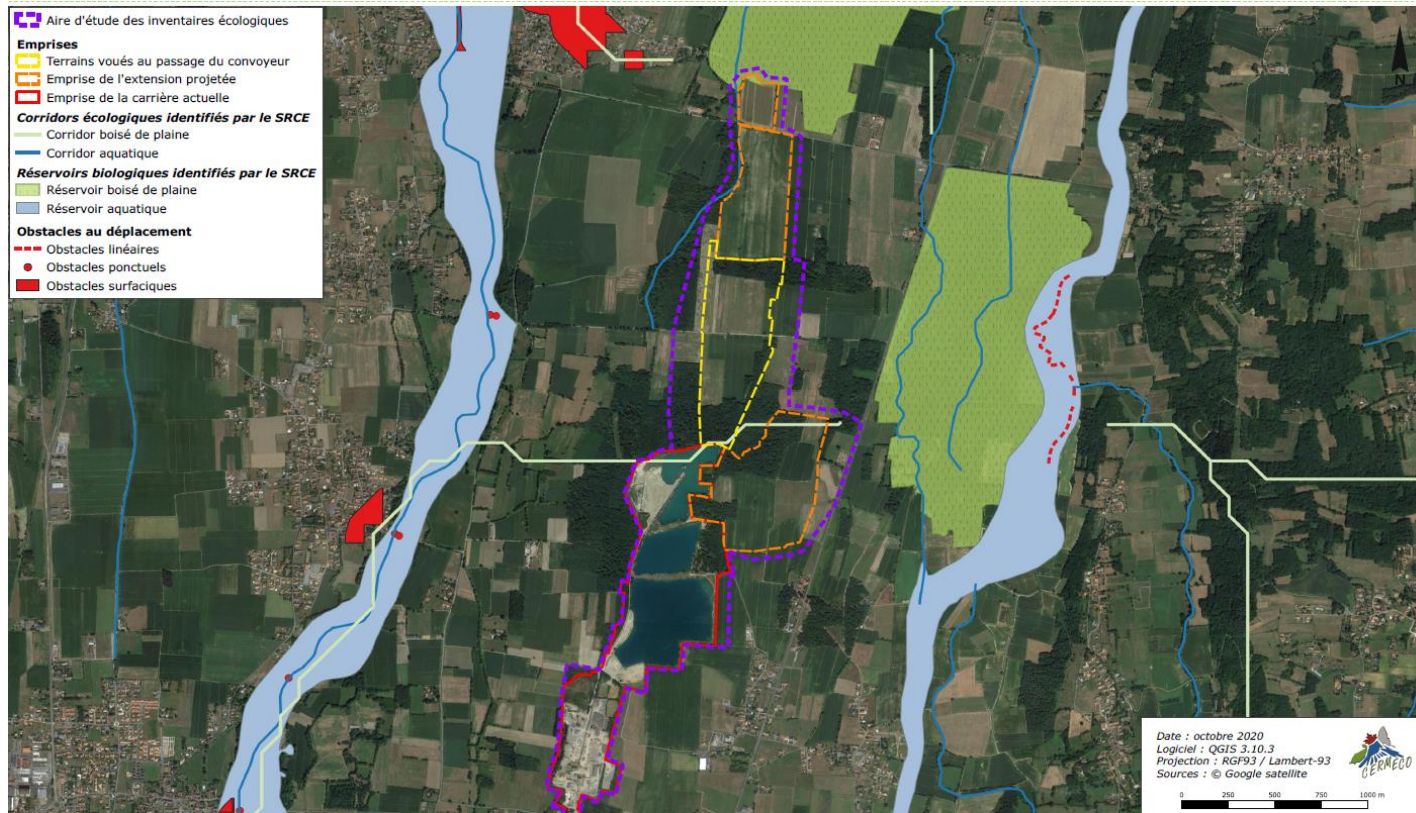 Aire d'étude des inventaires écologiques
Emprises
Terrains voués au passage du convoyeur
Emprise de l'extension projetée
Emprise de la carrière actuelle
Corridors écologiques identifiés par le SRCE
Corridor boisé de plaine
Corridor aquatique
Réservoirs biologiques identifiés par le SRCE
Réservoir boisé de plaine
Réservoir aquatique
Obstacles au déplacement
Obstacles linéaires
Obstacles ponctuels
Obstacles surfaciques
N
Date : octobre 2020
Logiciel : QGIS 3.10.3
Projection : RGF93 / Lambert-93
Sources : © Google satellite
CERMECO
0 250 500 750 1000 m